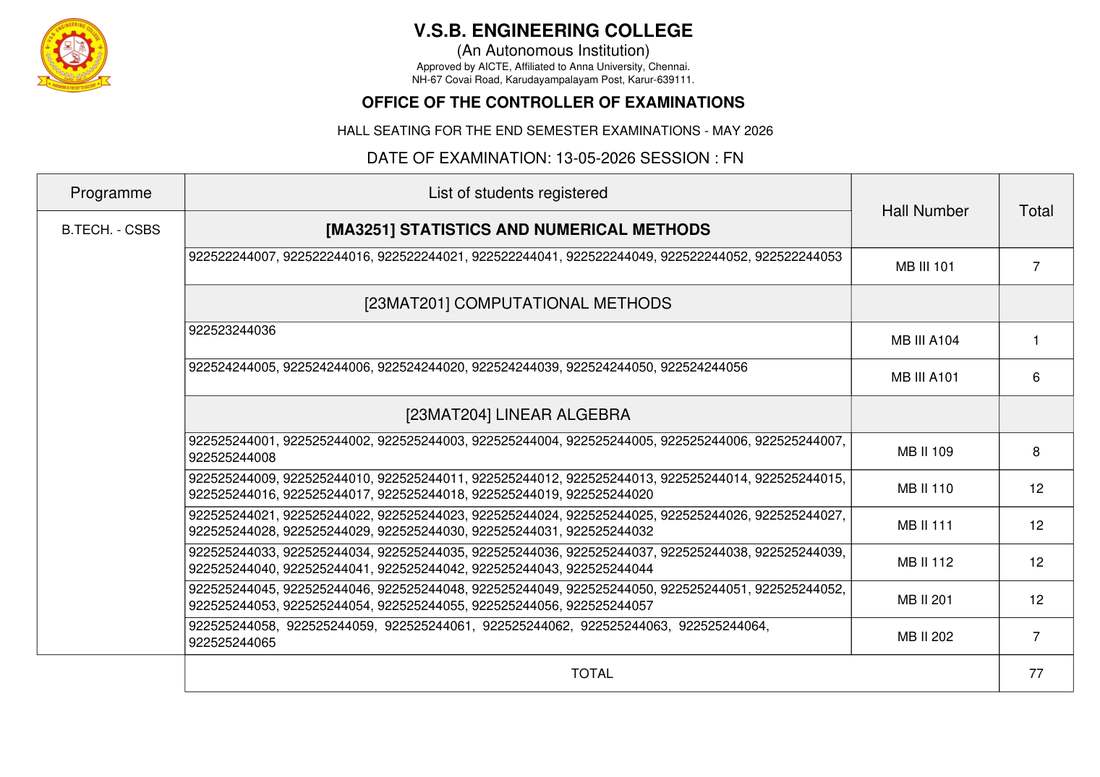 V.S.B. ENGINEERING COLLEGE
(An Autonomous Institution)
Approved by AICTE, Affiliated to Anna University, Chennai.
NH-67 Covai Road, Karudayampalayam Post, Karur-639111.
OFFICE OF THE CONTROLLER OF EXAMINATIONS
HALL SEATING FOR THE END SEMESTER EXAMINATIONS - MAY 2026
DATE OF EXAMINATION: 13-05-2026 SESSION : FN
Programme List of students registered Hall Number Total
B.TECH. - CSBS [MA3251] STATISTICS AND NUMERICAL METHODS
922522244007, 922522244016, 922522244021, 922522244041, 922522244049, 922522244052, 922522244053 MB III 101 7
[23MAT201] COMPUTATIONAL METHODS
922523244036 MB III A104 1
922524244005, 922524244006, 922524244020, 922524244039, 922524244050, 922524244056 MB III A101 6
[23MAT204] LINEAR ALGEBRA
922525244001, 922525244002, 922525244003, 922525244004, 922525244005, 922525244006, 922525244007,
922525244008 MB II 109 8
922525244009, 922525244010, 922525244011, 922525244012, 922525244013, 922525244014, 922525244015,
922525244016, 922525244017, 922525244018, 922525244019, 922525244020 MB II 110 12
922525244021, 922525244022, 922525244023, 922525244024, 922525244025, 922525244026, 922525244027,
922525244028, 922525244029, 922525244030, 922525244031, 922525244032 MB II 111 12
922525244033, 922525244034, 922525244035, 922525244036, 922525244037, 922525244038, 922525244039,
922525244040, 922525244041, 922525244042, 922525244043, 922525244044 MB II 112 12
922525244045, 922525244046, 922525244048, 922525244049, 922525244050, 922525244051, 922525244052,
922525244053, 922525244054, 922525244055, 922525244056, 922525244057 MB II 201 12
922525244058, 922525244059, 922525244061, 922525244062, 922525244063, 922525244064,
922525244065 MB II 202 7
TOTAL 77